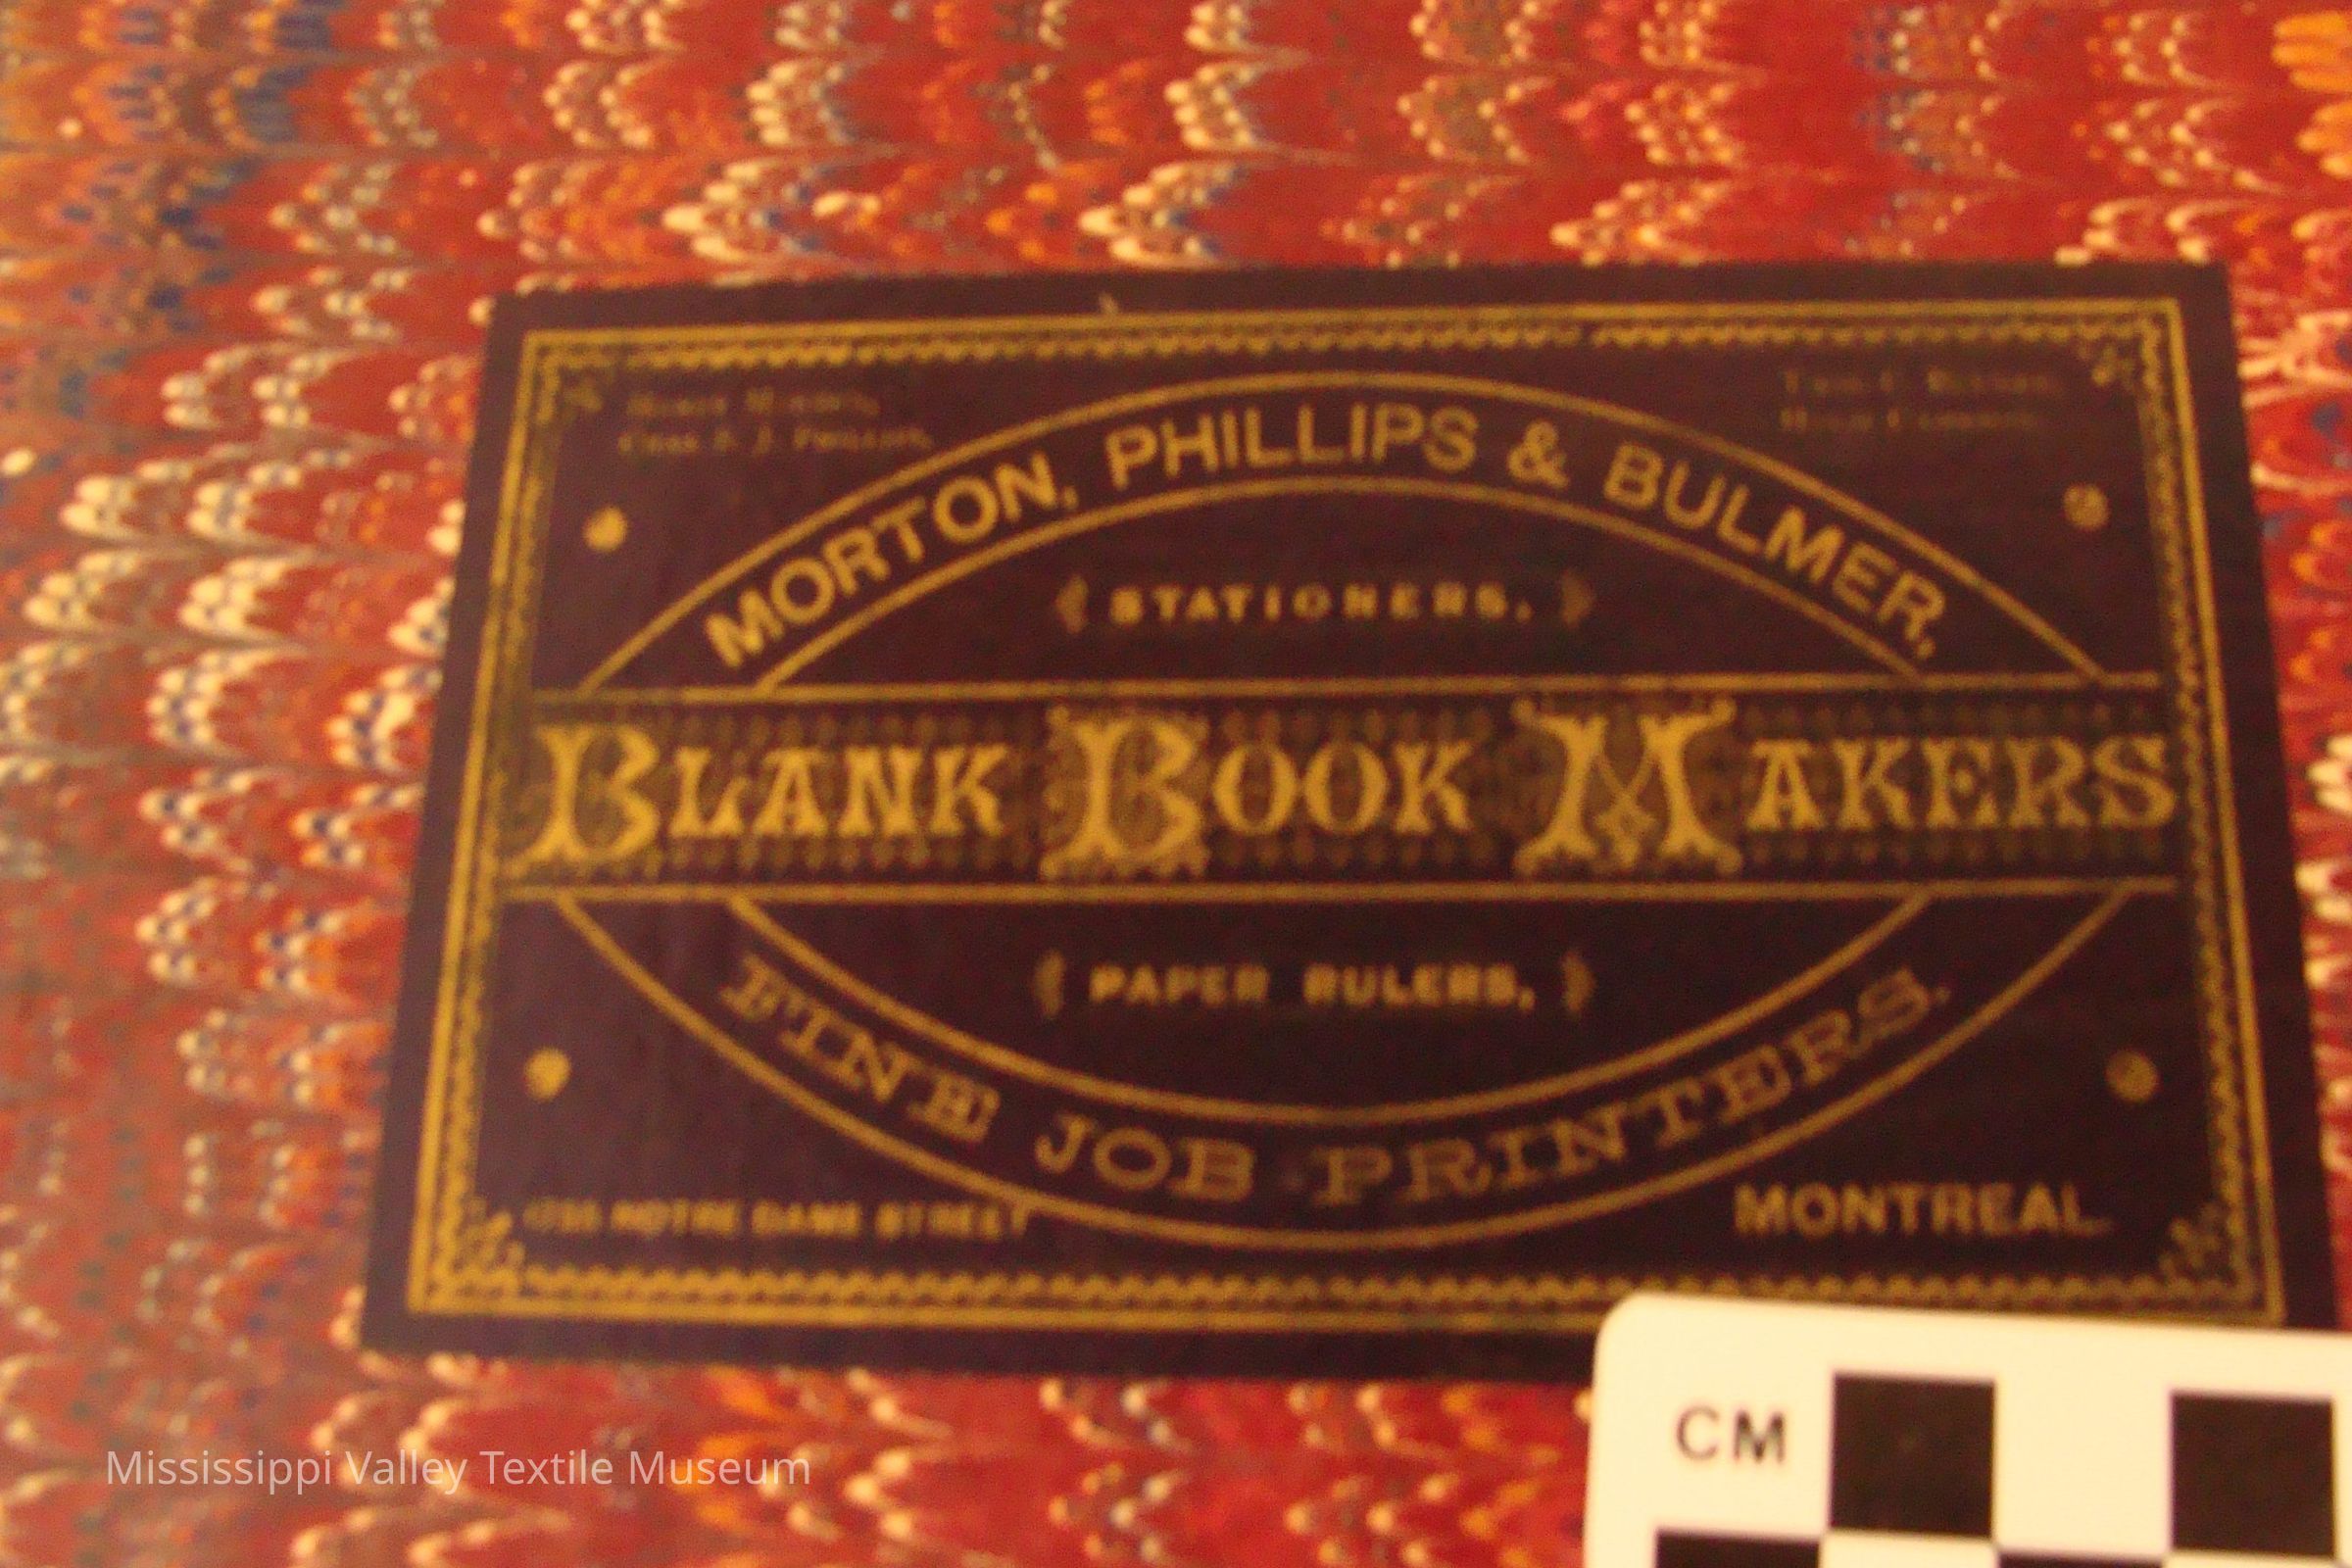 MORTON, PHILLIPS & BULMER,
STATIONERS,
BLANK BOOK MAKERS
PAPER RULERS,
FINE JOB PRINTERS.
NOTRE DAME STREET
MONTREAL.
CM
Mississippi Valley Textile Museum